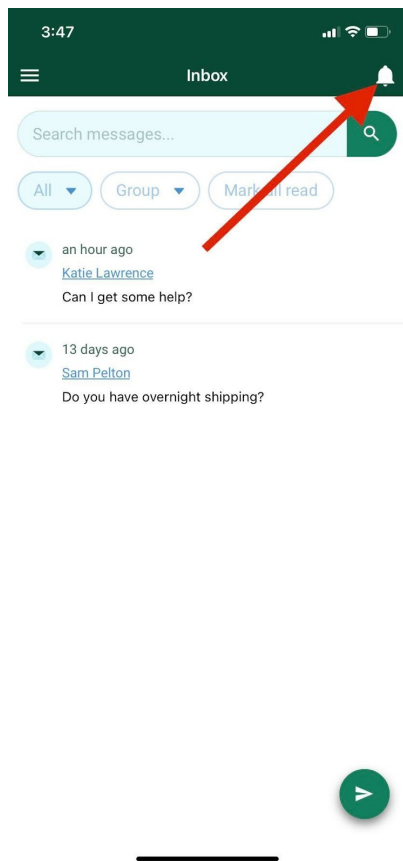 3:47
Inbox
Search messages...
All Group Mark all read
an hour ago
Katie Lawrence
Can I get some help?
13 days ago
Sam Pelton
Do you have overnight shipping?